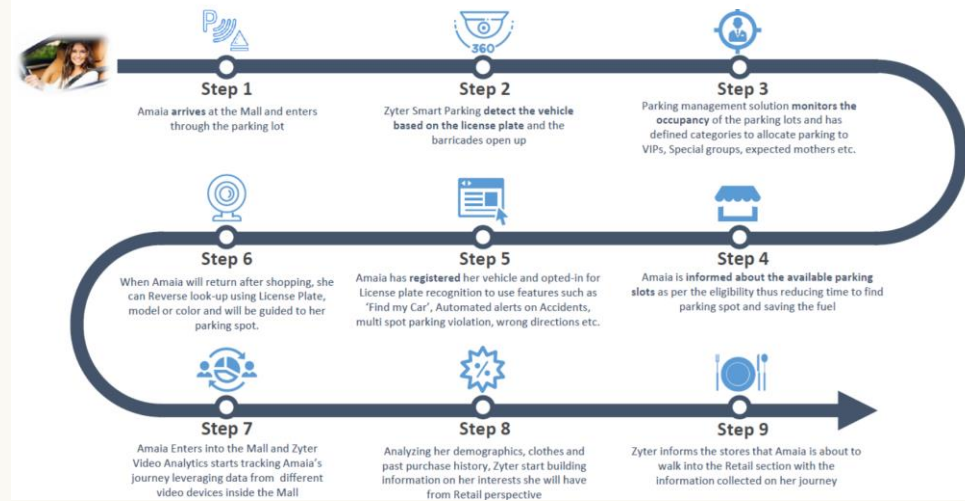 P
360
Step 1
Amaia arrives at the Mall and enters
through the parking lot
Step 2
Zyter Smart Parking detect the vehicle
based on the license plate and the
barricades open up
Step 3
Parking management solution monitors the
occupancy of the parking lots and has
defined categories to allocate parking to
VIPs, Special groups, expected mothers etc.
Step 4
Amaia is informed about the available parking
slots as per the eligibility thus reducing time to find
parking spot and saving the fuel
Step 5
Amaia has registered her vehicle and opted-in for
License plate recognition to use features such as
‘Find my Car’, Automated alerts on Accidents,
multi spot parking violation, wrong directions etc.
Step 6
When Amaia will return after shopping, she
can Reverse look-up using License Plate,
model or color and will be guided to her
parking spot.
Step 7
Amaia Enters into the Mall and Zyter
Video Analytics starts tracking Amaia’s
journey leveraging data from different
video devices inside the Mall
%
Step 8
Analyzing her demographics, clothes and
past purchase history, Zyter start building
information on her interests she will
have from Retail perspective
Step 9
Zyter informs the stores that Amaia is about to
walk into the Retail section with the
information collected on her journey